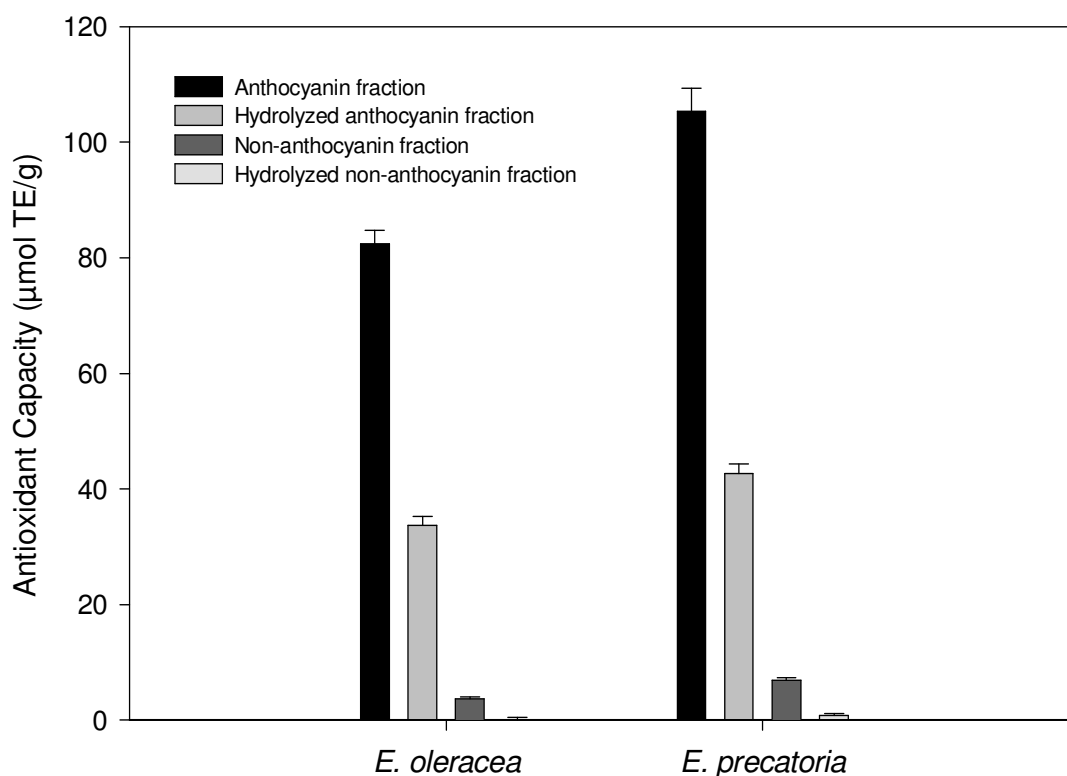 120
100
80
60
40
20
0
Antioxidant Capacity (µmol TE/g)
Anthocyanin fraction
Hydrolyzed anthocyanin fraction
Non-anthocyanin fraction
Hydrolyzed non-anthocyanin fraction
E. oleracea
E. precatoria